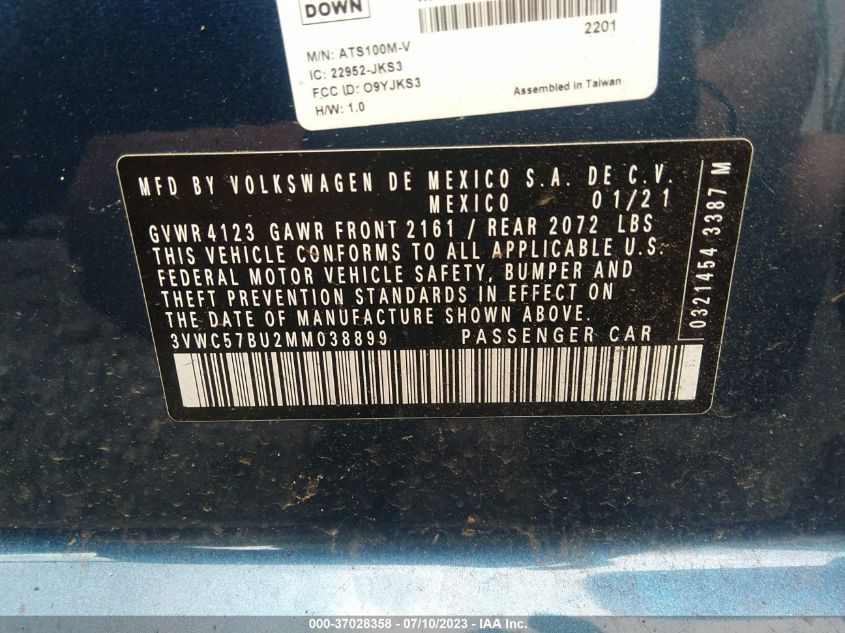 DOWN
2201
M/N: ATS100M-V
IC: 22952-JKS3
FCC ID: O9YJKS3
Assembled in Taiwan
H/W: 1.0
MFD BY VOLKSWAGEN DE MEXICO S.A. DE C.V.
MEXICO 01/21
GVWR 4123 GAWR FRONT 2161 / REAR 2072 LBS
THIS VEHICLE CONFORMS TO ALL APPLICABLE U.S.
FEDERAL MOTOR VEHICLE SAFETY, BUMPER AND
THEFT PREVENTION STANDARDS IN EFFECT ON
THE DATE OF MANUFACTURE SHOWN ABOVE.
3VWC57BU2MM038899 PASSENGER CAR
0321454 3387 M
000-37028358 - 07/10/2023 - IAAI.COM